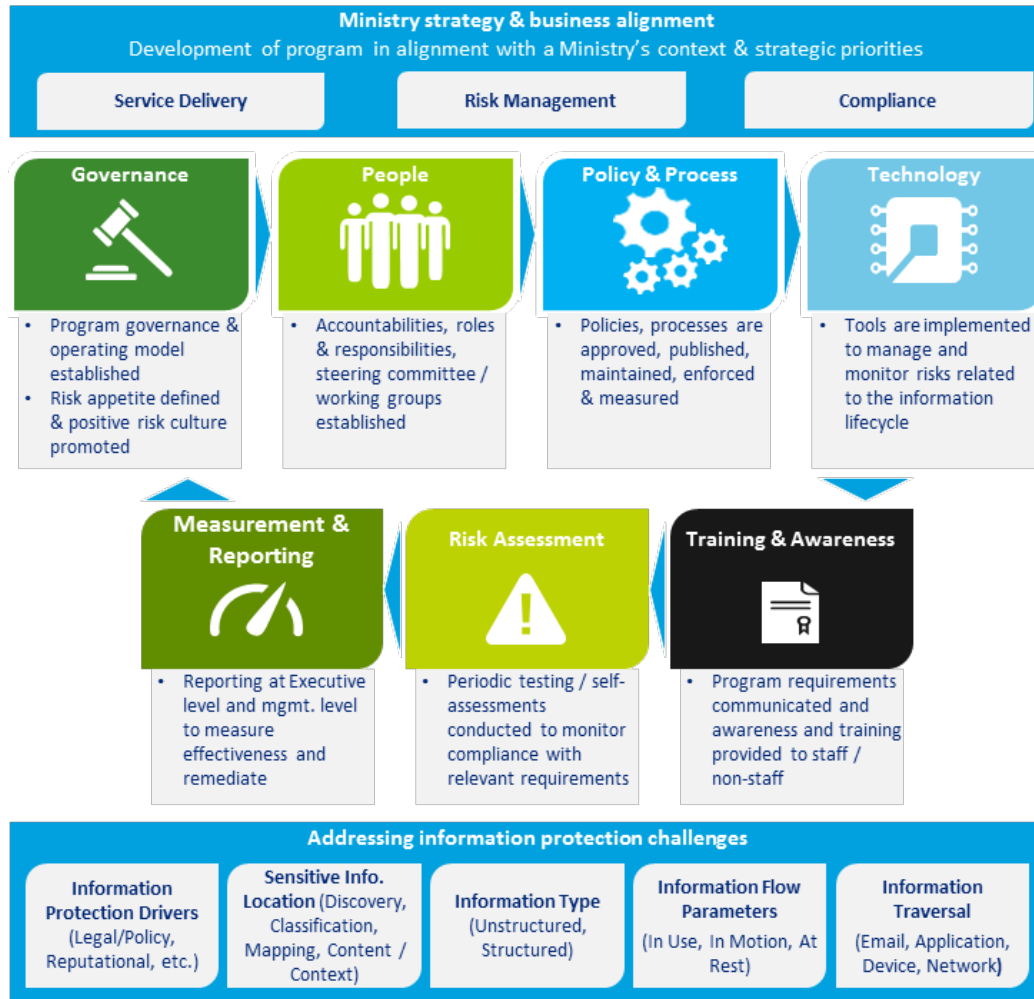 Ministry strategy & business alignment
Development of program in alignment with a Ministry's context & strategic priorities
Service Delivery
Risk Management
Compliance
Governance
• Program governance &
operating model
established
• Risk appetite defined
& positive risk culture
promoted
People
• Accountabilities, roles
& responsibilities,
steering committee /
working groups
established
Policy & Process
• Policies, processes are
approved, published,
maintained, enforced
& measured
Technology
• Tools are implemented
to manage and
monitor risks related
to the information
lifecycle
Measurement &
Reporting
• Reporting at Executive
level and mgmt. level
to measure
effectiveness and
remediate
Risk Assessment
• Periodic testing / self-
assessments
conducted to monitor
compliance with
relevant requirements
Training & Awareness
• Program requirements
communicated and
awareness and training
provided to staff /
non-staff
Addressing information protection challenges
Information
Protection Drivers
(Legal/Policy,
Reputational, etc.)
Sensitive Info.
Location (Discovery,
Classification,
Mapping, Content /
Context)
Information Type
(Unstructured,
Structured)
Information Flow
Parameters
(In Use, In Motion, At
Rest)
Information
Traversal
(Email, Application,
Device, Network)